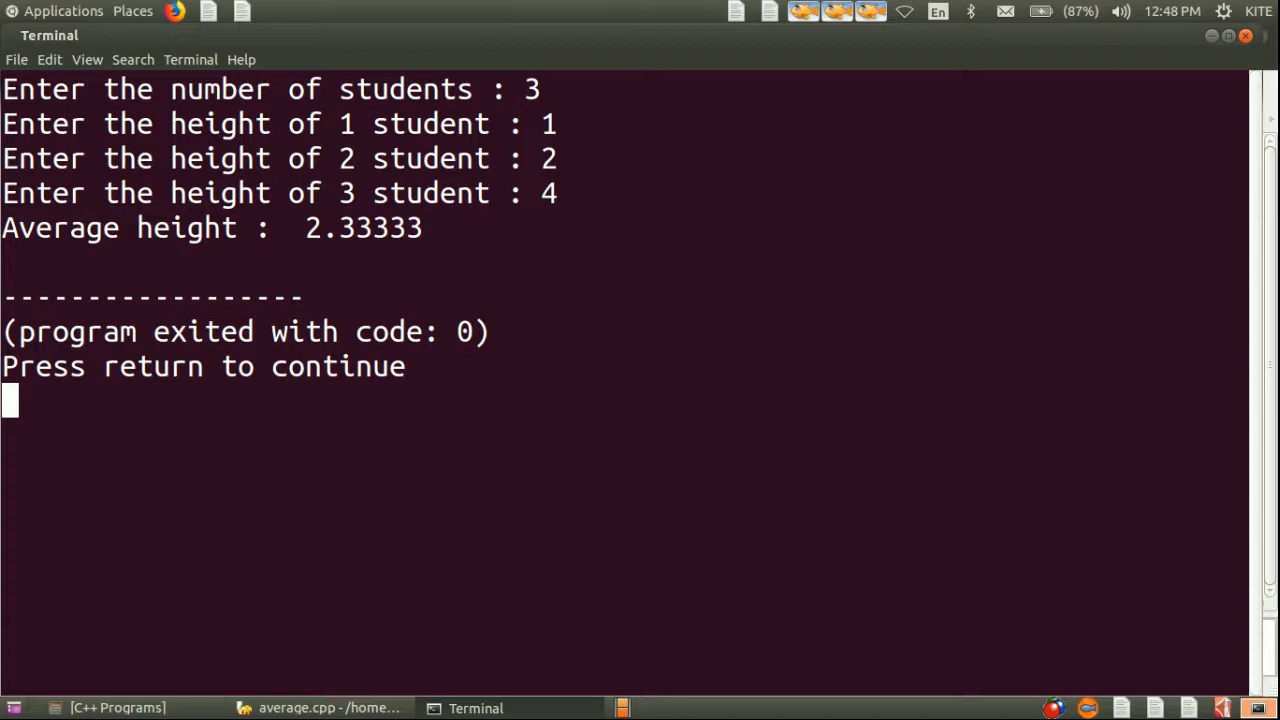 Applications Places En (87%) 12:38 PM KITE
Terminal
File Edit View Search Terminal Help
Enter the number of students : 3
Enter the height of 1 student : 1
Enter the height of 2 student : 2
Enter the height of 3 student : 4
Average height :  2.33333
------------------
(program exited with code: 0)
Press return to continue
[C++ Programs] average.cpp - /home... Terminal